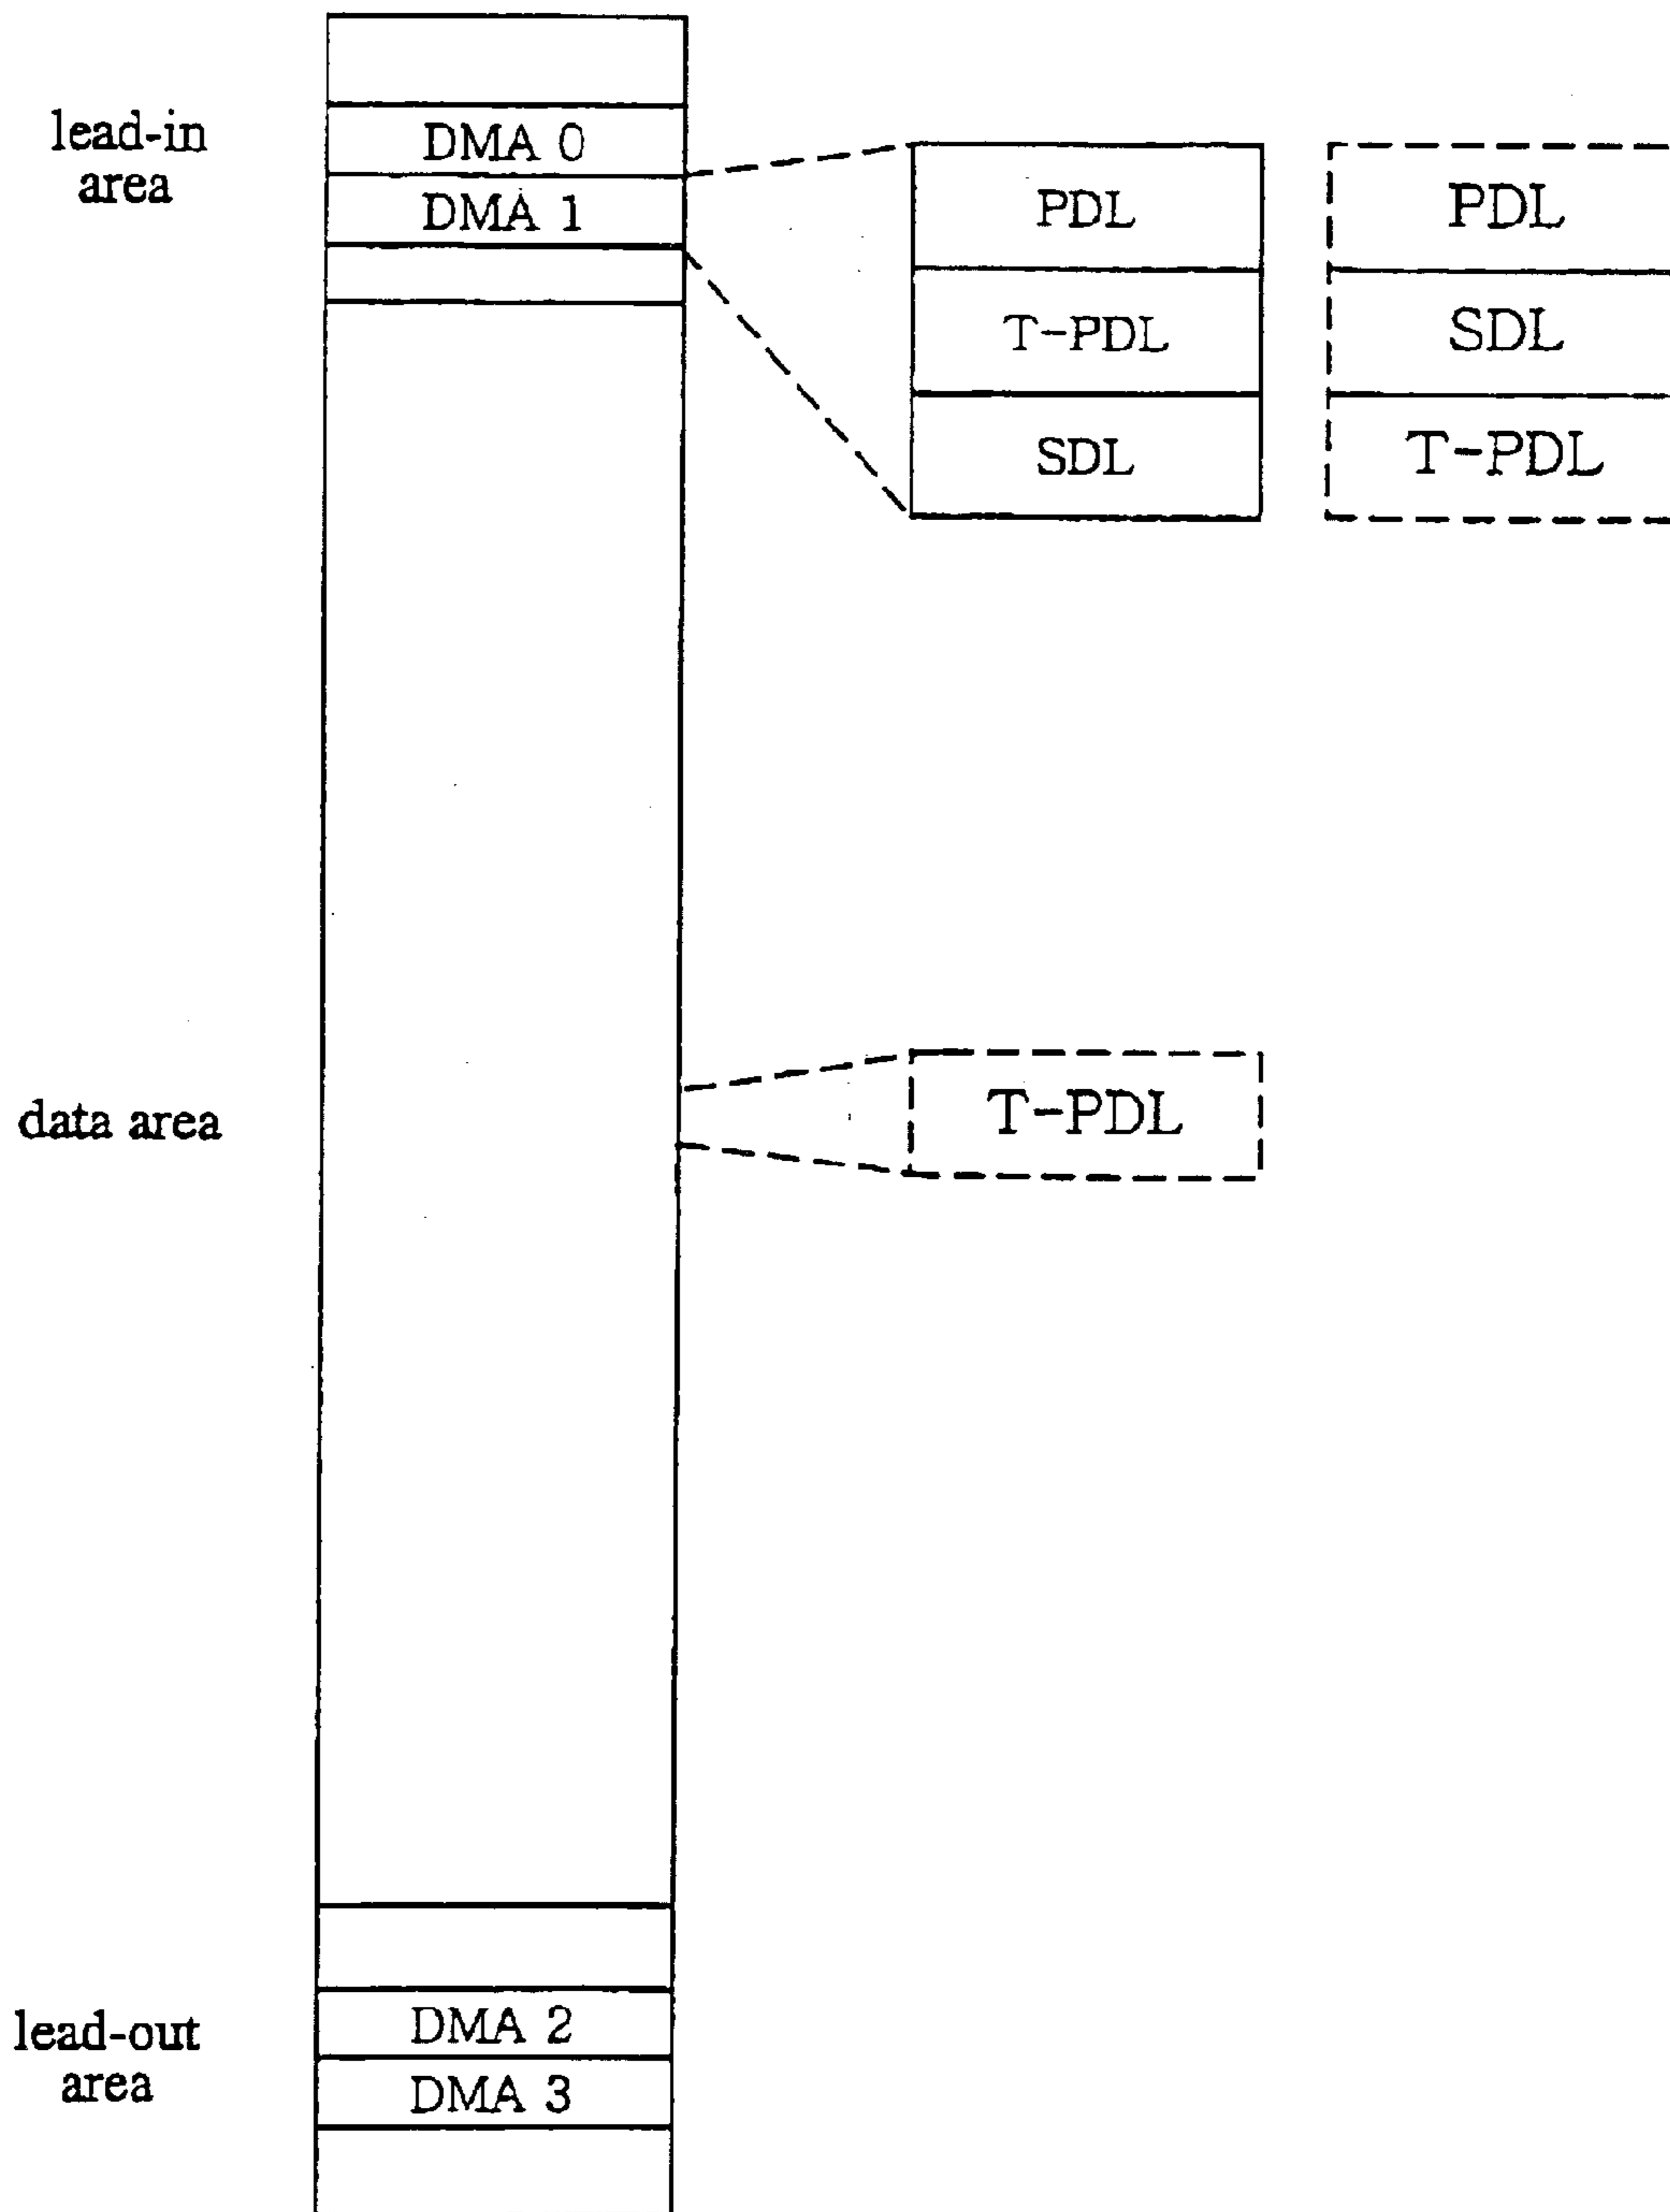 lead-in
area
DMA 0
DMA 1
PDL
T-PDL
SDL
PDL
SDL
T-PDL
data area
T-PDL
lead-out
area
DMA 2
DMA 3